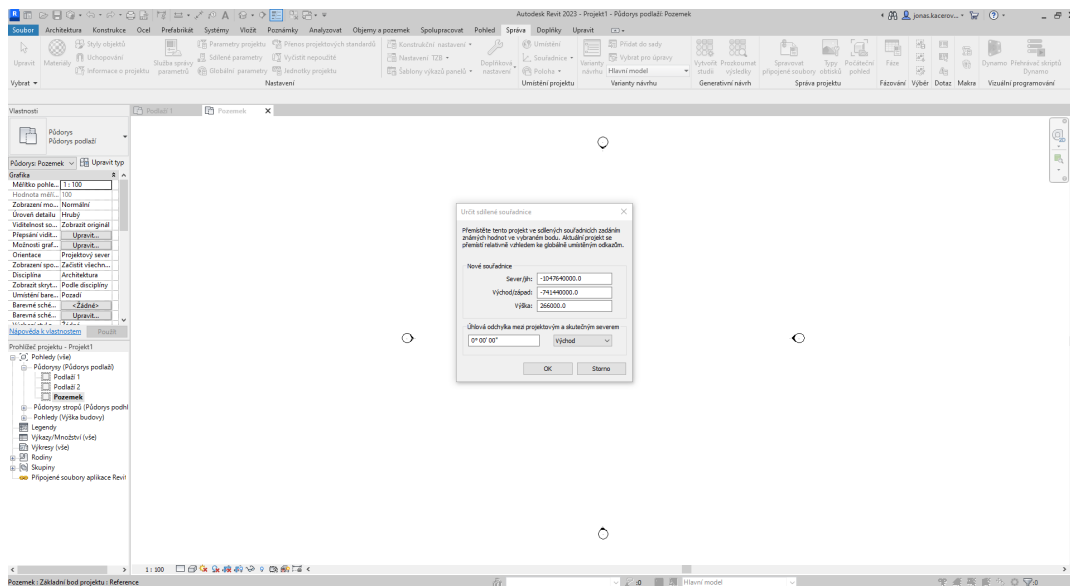 Autodesk Revit 2023 - Projekt1 - Půdorys podlaží: Pozemek
jonas.kacerov...
Soubor Architektura Konstrukce Ocel Prefabrikát Systémy Vložit Poznámky Analyzovat Objemy a pozemek Spolupracovat Pohled Správa Doplňky Upravit
Upravit
Materiály
Styly objektů
Uchopování
Informace o projektu
Služba správy parametrů
Parametry projektu
Sdílené parametry
Globální parametry
Přenos projektových standardů
Vyčistit nepoužité
Jednotky projektu
Konstrukční nastavení
Nastavení TZB
Šablony výkazů panelů
Doplňková nastavení
Umístění
Souřadnice
Poloha
Varianty návrhu
Přidat do sady
Vybrat pro úpravy
Hlavní model
Vytvořit studii
Prozkoumat výsledky
Spravovat připojené soubory
Typy obtisků
Počáteční pohled
Fáze
Dynamo
Přehrávač skriptů Dynamo
Vybrat
Nastavení
Umístění projektu
Varianty návrhu
Generativní návrh
Správa projektu
Fázování
Výběr
Dotaz
Makra
Vizuální programování
Vlastnosti
Podlaží 1
Pozemek
Půdorys
Půdorys podlaží
Půdorys: Pozemek
Upravit typ
Grafika
Měřítko pohle... 1 : 100
Hodnota měří... 100
Zobrazení mo... Normální
Úroveň detailu Hrubý
Viditelnost so... Zobrazit originál
Přepsání vidit... Upravit...
Možnosti graf... Upravit...
Orientace Projektový sever
Zobrazení spo... Začistit všechn...
Disciplína Architektura
Zobrazit skryt... Podle disciplíny
Umístění bare... Pozadí
Barevné sché... <Žádné>
Barevné sché... Upravit...
Nápověda k vlastnostem
Použít
Prohlížeč projektu - Projekt1
Pohledy (vše)
Půdorysy (Půdorys podlaží)
Podlaží 1
Podlaží 2
Pozemek
Půdorysy stropů (Půdorys podhl
Pohledy (Výška budovy)
Legendy
Výkazy/Množství (vše)
Výkresy (vše)
Rodiny
Skupiny
Připojené soubory aplikace Revit
Určit sdílené souřadnice
Přemístěte tento projekt ve sdílených souřadnicích zadáním
známých hodnot ve vybraném bodu. Aktuální projekt se
přemístí relativně vzhledem ke globálně umístěným odkazům.
Nové souřadnice
Sever/jih: -1047640000.0
Východ/západ: -741440000.0
Výška: 266000.0
Úhlová odchylka mezi projektovým a skutečným severem
0° 00' 00"
Východ
OK
Storno
1 : 100
Pozemek : Základní bod projektu : Reference
:0
Hlavní model
:0